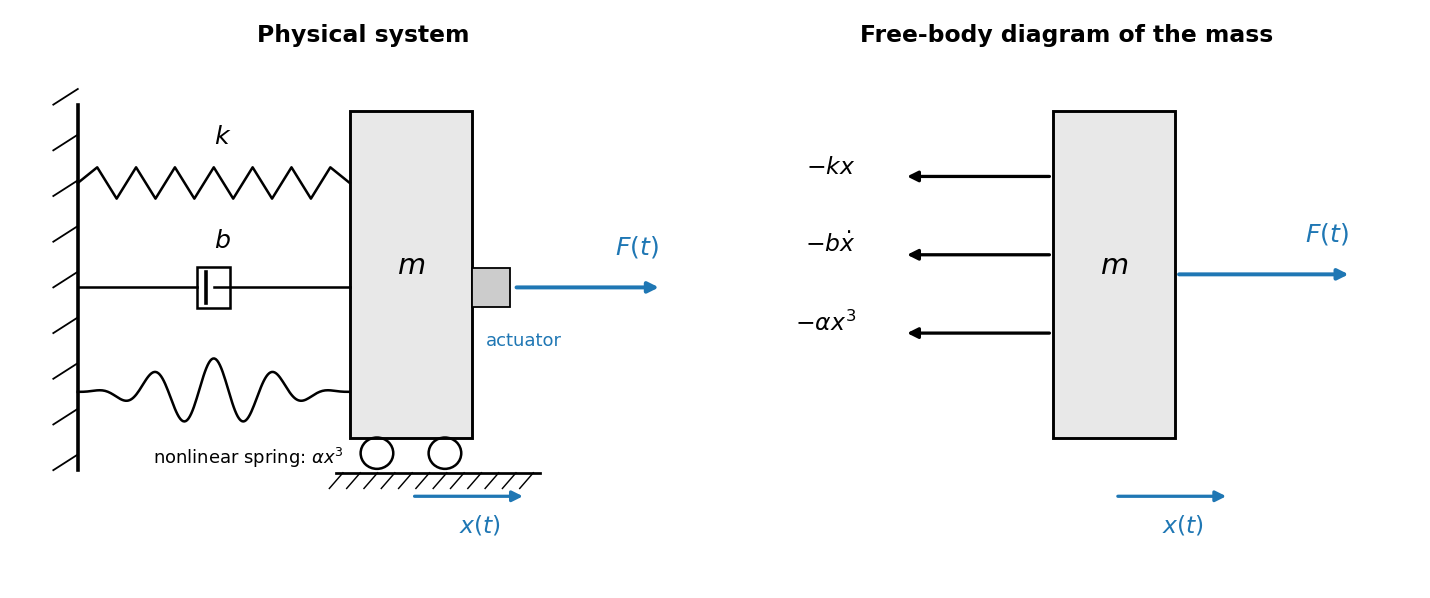 Physical system
k
b
m
F(t)
actuator
nonlinear spring: αx³
x(t)
Free-body diagram of the mass
−kx
−bẋ
−αx³
m
F(t)
x(t)